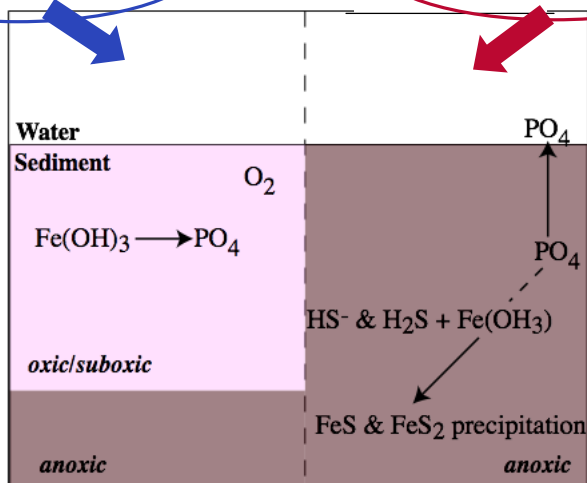 PO₄
Water
Sediment
O₂
Fe(OH)₃ PO₄
PO₄
HS⁻ & H₂S + Fe(OH₃)
oxic/suboxic
FeS & FeS₂ precipitation
anoxic
anoxic